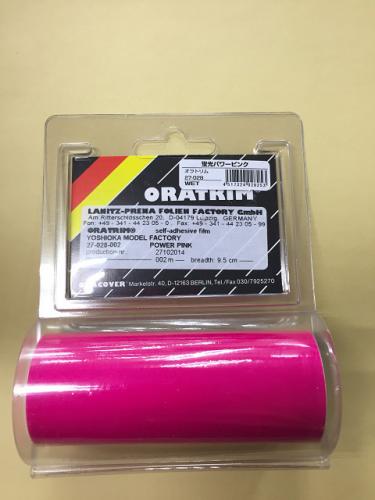 蛍光パワーピンク
オラトリム
27-028
WET
ORATRIM
LANITZ-PRENA FOLIEN FACTORY GmbH
Am Ritterschlösschen 20, D-04179 Leipzig, GERMANY
Fon: +49 - 341 - 44 23 05 - 0 Fax: +49 - 341 - 44 23 05 - 99
ORATRIM® self-adhesive film
YOSHIOKA MODEL FACTORY
27-028-002 POWER PINK
production-nr. 27102014
002 m breadth: 9.5 cm
Markelstr. 40, D-12163 BERLIN, Tel./Fax 030/7925270